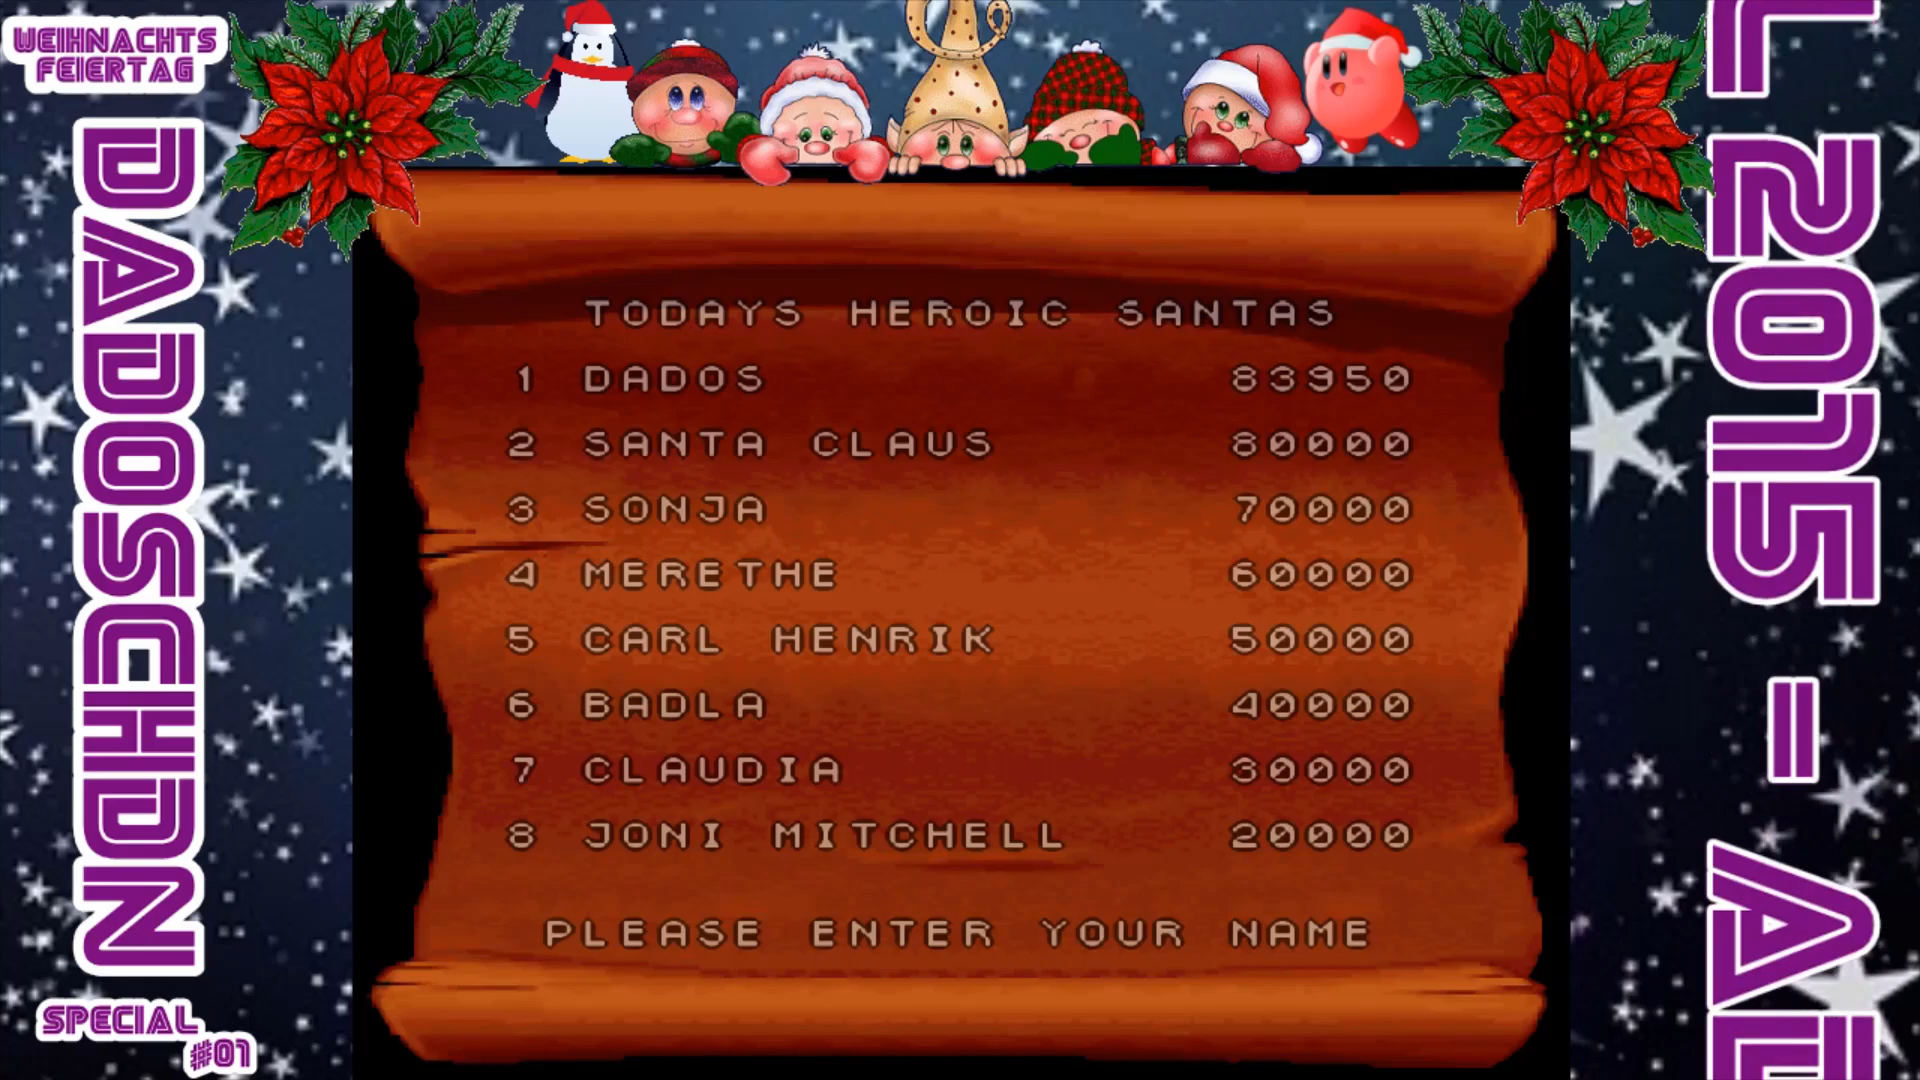 WEIHNACHTS
FEIERTAG
DADOSCHDN
SPECIAL
#01
TODAYS HEROIC SANTAS
1 DADOS 83950
2 SANTA CLAUS 80000
3 SONJA 70000
4 MERETHE 60000
5 CARL HENRIK 50000
6 BADLA 40000
7 CLAUDIA 30000
8 JONI MITCHELL 20000
PLEASE ENTER YOUR NAME
L 2015 - A